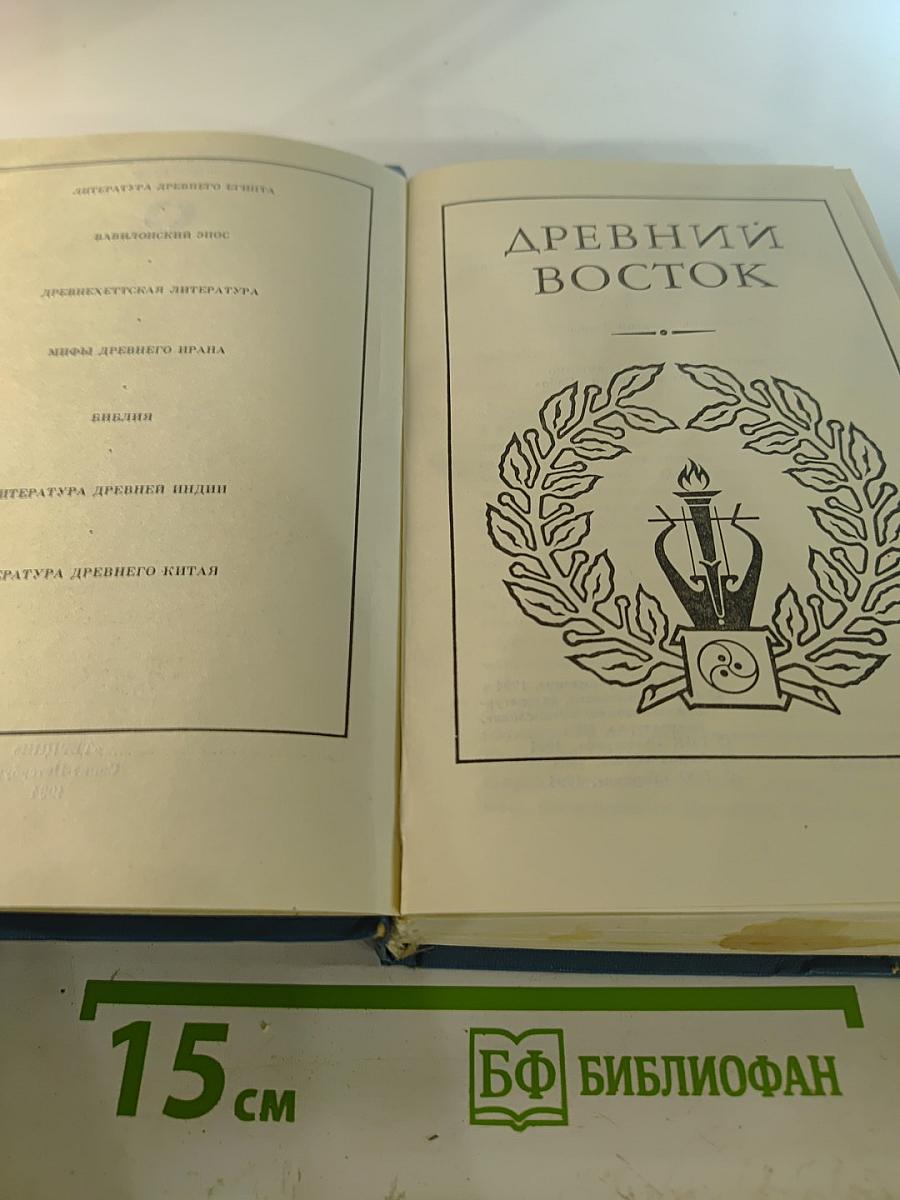 ЛИТЕРАТУРА ДРЕВНЕГО ЕГИПТА
ВАВИЛОНСКИЙ ЭПОС
ДРЕВНЕХЕТТСКАЯ ЛИТЕРАТУРА
МИФЫ ДРЕВНЕГО ИРАНА
БИБЛИЯ
ИТЕРАТУРА ДРЕВНЕЙ ИНДИИ
ЕРАТУРА ДРЕВНЕГО КИТАЯ
ДРЕВНИЙ
ВОСТОК
15 см
БФ БИБЛИОФАН